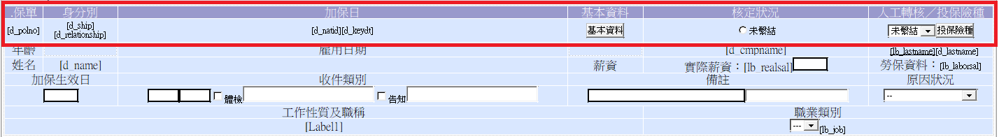 .保單 身分別 加保日 基本資料 核定狀況 人工轉核／投保險種
[d_polno] [d_ship] [d_natid][d_keydt] 基本資料 未繫結 未繫結 投保險種
[d_relationship]
年齡 雇用日期 [d_cmpname] [lb_lastname][d_lastname]
姓名 [d_name] 薪資 實際薪資：[lb_realsal] 勞保資料：[lb_laborsal]
加保生效日 收件類別 備註 原因狀況
體檢 告知 --
工作性質及職稱 職業類別
[Label1] --- [lb_job]